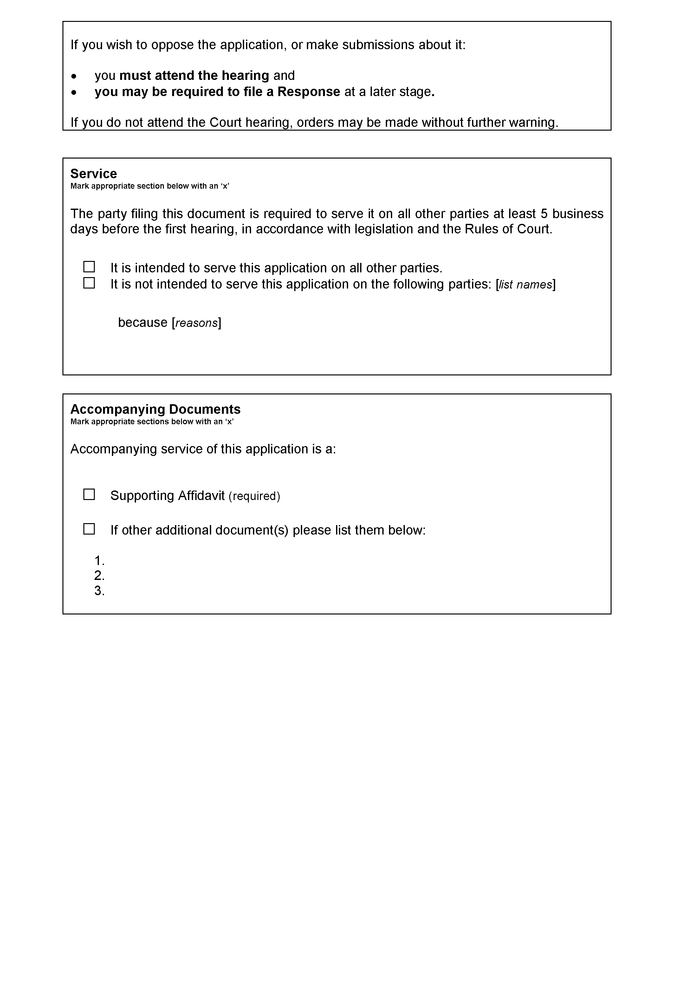 If you wish to oppose the application, or make submissions about it:
• you must attend the hearing and
• you may be required to file a Response at a later stage.
If you do not attend the Court hearing, orders may be made without further warning.
Service
Mark appropriate section below with an ‘x’
The party filing this document is required to serve it on all other parties at least 5 business
days before the first hearing, in accordance with legislation and the Rules of Court.
☐ It is intended to serve this application on all other parties.
☐ It is not intended to serve this application on the following parties: [list names]
because [reasons]
Accompanying Documents
Mark appropriate sections below with an ‘x’
Accompanying service of this application is a:
☐ Supporting Affidavit (required)
☐ If other additional document(s) please list them below:
1.
2.
3.